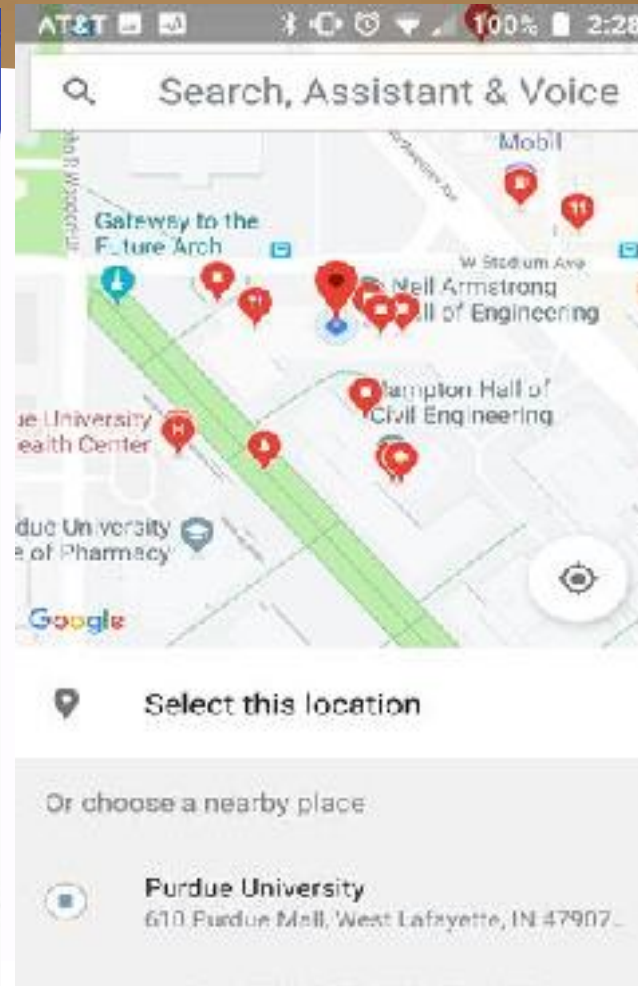 AT&T 100% 2:28
Search, Assistant & Voice
Mobil
Gateway to the
Future Arch
W Stadium Ave
Neil Armstrong
ll of Engineering
Hampton Hall of
Civil Engineering
ue University
ealth Center
due University
e of Pharmacy
Google
Select this location
Or choose a nearby place
Purdue University
610 Purdue Mall, West Lafayette, IN 47907...